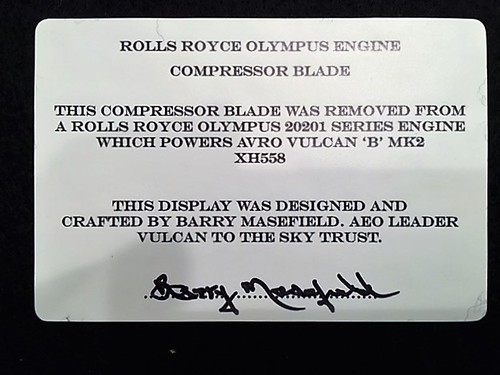 ROLLS ROYCE OLYMPUS ENGINE
COMPRESSOR BLADE
THIS COMPRESSOR BLADE WAS REMOVED FROM
A ROLLS ROYCE OLYMPUS 20201 SERIES ENGINE
WHICH POWERS AVRO VULCAN 'B' MK2
XH558
THIS DISPLAY WAS DESIGNED AND
CRAFTED BY BARRY MASEFIELD. AEO LEADER
VULCAN TO THE SKY TRUST.
Barry Masefield